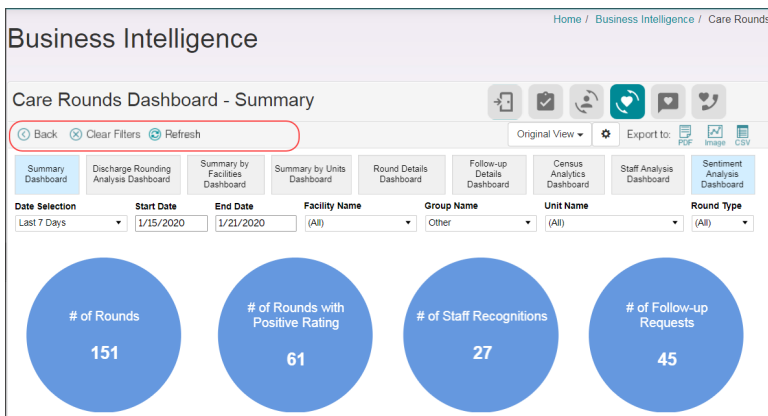 Home / Business Intelligence / Care Rounds
Business Intelligence
Care Rounds Dashboard - Summary
Back Clear Filters Refresh Original View Export to: PDF Image CSV
Summary Dashboard
Discharge Rounding Analysis Dashboard
Summary by Facilities Dashboard
Summary by Units Dashboard
Round Details Dashboard
Follow-up Details Dashboard
Census Analytics Dashboard
Staff Analysis Dashboard
Sentiment Analysis Dashboard
Date Selection Start Date End Date Facility Name Group Name Unit Name Round Type
Last 7 Days 1/15/2020 1/21/2020 (All) Other (All) (All)
# of Rounds
151
# of Rounds with
Positive Rating
61
# of Staff Recognitions
27
# of Follow-up
Requests
45